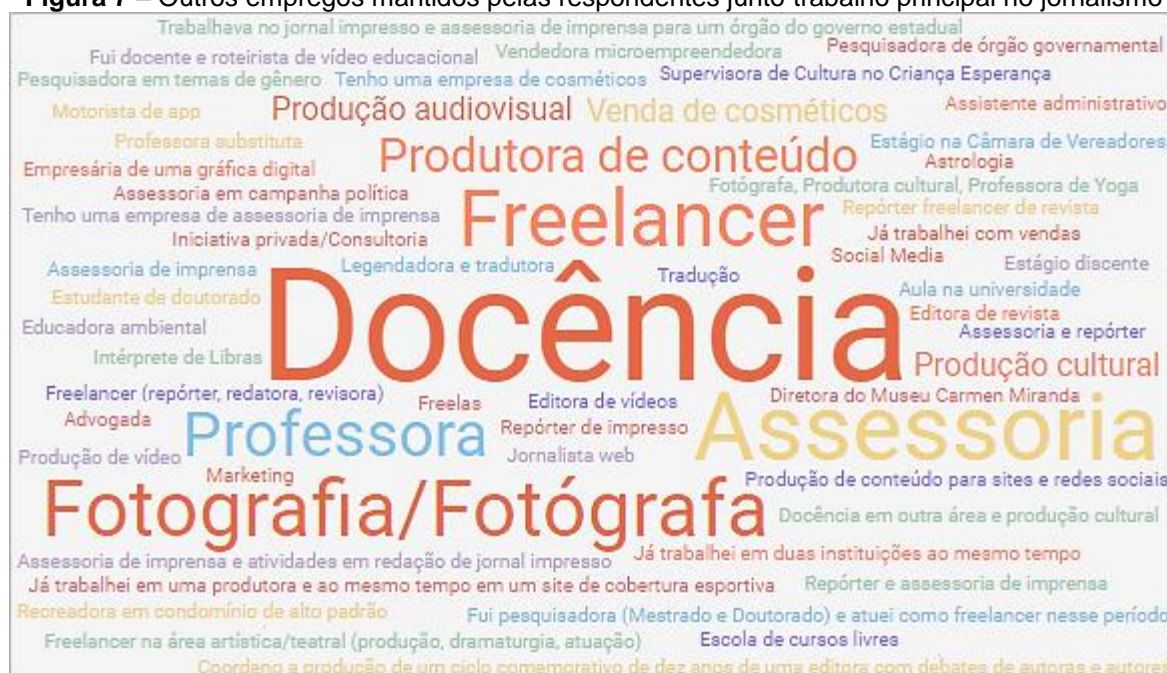 Figura 7 – Outros empregos mantidos pelas respondentes junto trabalho principal no jornalismo
Trabalhava no jornal impresso e assessoria de imprensa para um órgão do governo estadual
Fui docente e roteirista de vídeo educacional
Vendedora microempreendedora
Pesquisadora de órgão governamental
Pesquisadora em temas de gênero
Tenho uma empresa de cosméticos
Supervisora de Cultura no Criança Esperança
Motorista de app
Produção audiovisual
Venda de cosméticos
Assistente administrativo
Professora substituta
Produtora de conteúdo
Estágio na Câmara de Vereadores
Empresária de uma gráfica digital
Astrologia
Assessoria em campanha política
Fotógrafa, Produtora cultural, Professora de Yoga
Tenho uma empresa de assessoria de imprensa
Freelancer
Repórter freelancer de revista
Iniciativa privada/Consultoria
Já trabalhei com vendas
Social Media
Assessoria de imprensa
Legendadora e tradutora
Tradução
Estágio discente
Estudante de doutorado
Docência
Aula na universidade
Editora de revista
Educadora ambiental
Assessoria e repórter
Intérprete de Libras
Produção cultural
Freelancer (repórter, redatora, revisora)
Freelas
Editora de vídeos
Diretora do Museu Carmen Miranda
Advogada
Professora
Repórter de impresso
Assessoria
Produção de vídeo
Jornalista web
Marketing
Produção de conteúdo para sites e redes sociais
Fotografia/Fotógrafa
Docência em outra área e produção cultural
Assessoria de imprensa e atividades em redação de jornal impresso
Já trabalhei em duas instituições ao mesmo tempo
Já trabalhei em uma produtora e ao mesmo tempo em um site de cobertura esportiva
Repórter e assessoria de imprensa
Recreadora em condomínio de alto padrão
Fui pesquisadora (Mestrado e Doutorado) e atuei como freelancer nesse período
Freelancer na área artística/teatral (produção, dramaturgia, atuação)
Escola de cursos livres
Coordeno a produção de um ciclo comemorativo de dez anos de uma editora com debates de autoras e autores